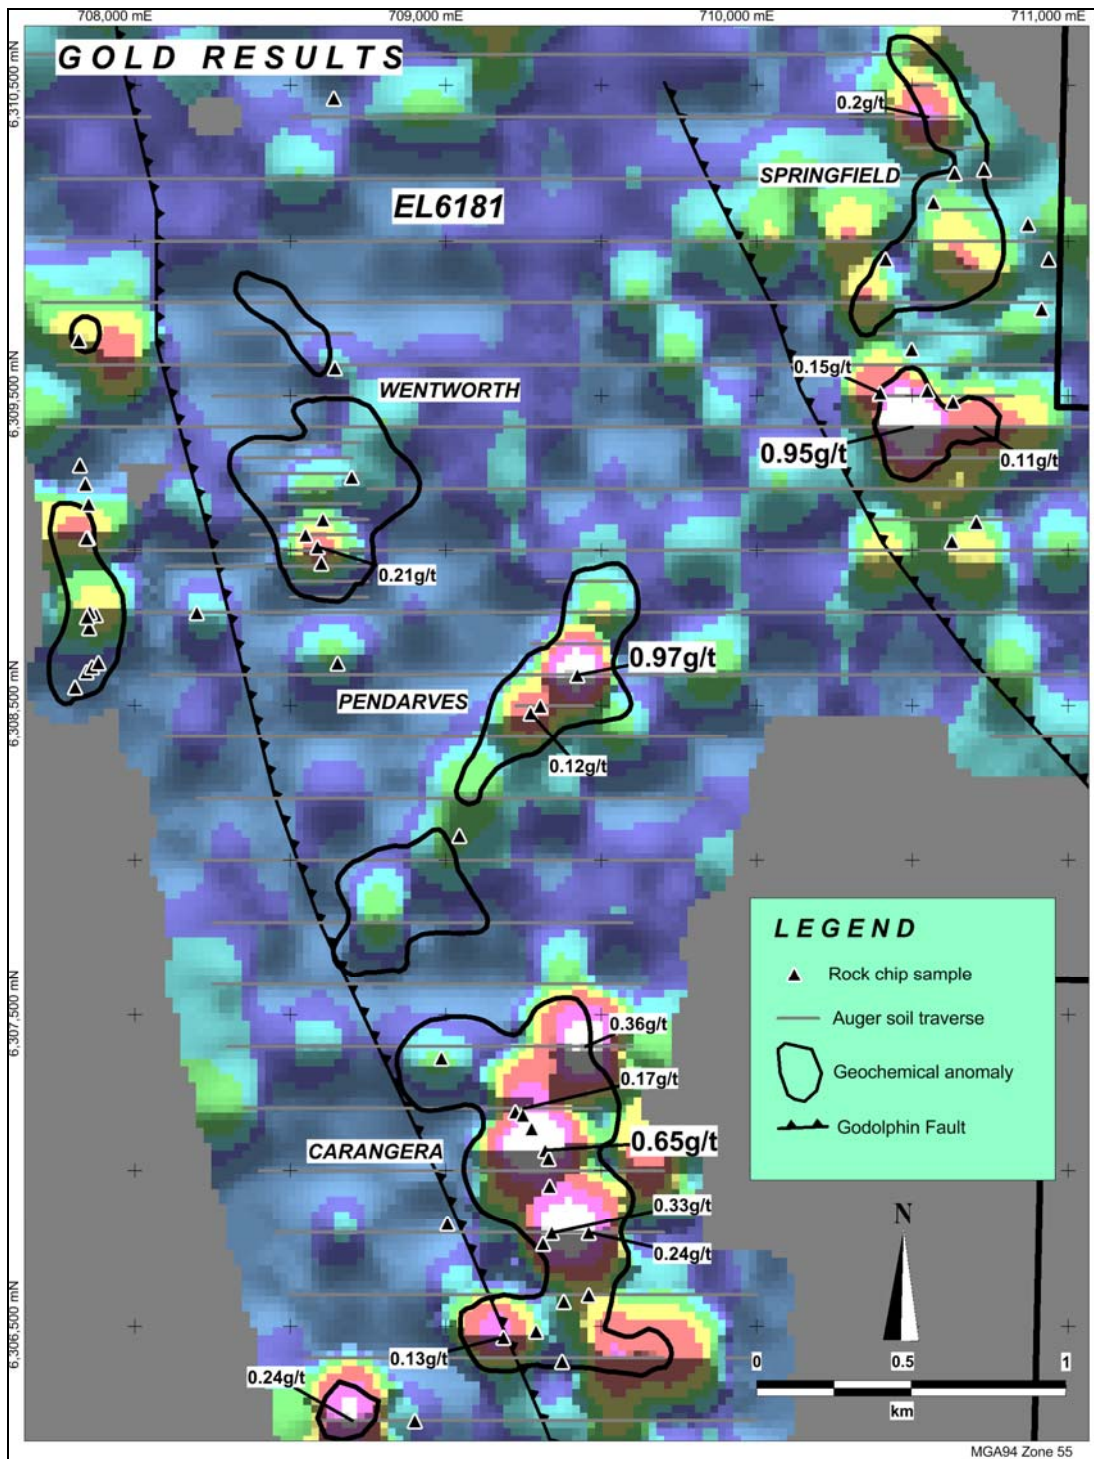 708,000 mE
709,000 mE
710,000 mE
711,000 mE
GOLD RESULTS
6,310,500 mN
0.2g/t
SPRINGFIELD
EL6181
6,309,500 mN
0.15g/t
WENTWORTH
0.95g/t
0.11g/t
0.21g/t
0.97g/t
6,308,500 mN
PENDARVES
0.12g/t
LEGEND
Rock chip sample
6,307,500 mN
0.36g/t
Auger soil traverse
0.17g/t
Geochemical anomaly
Godolphin Fault
0.65g/t
CARANGERA
0.33g/t
N
0.24g/t
6,306,500 mN
0.13g/t
0.24g/t
0 0.5 1
km
MGA94 Zone 55